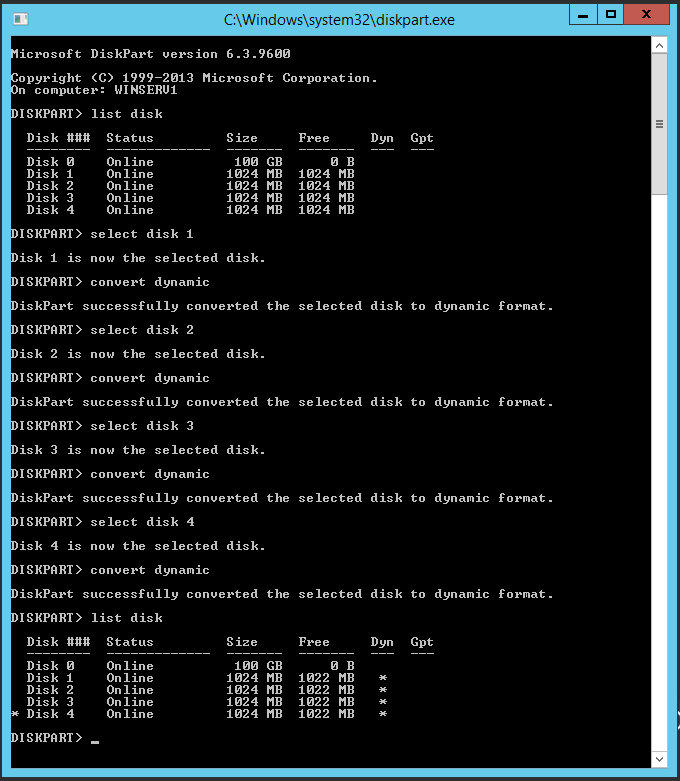 C:\Windows\system32\diskpart.exe
Microsoft DiskPart version 6.3.9600
Copyright (C) 1999-2013 Microsoft Corporation.
On computer: WINSERV1
DISKPART> list disk
  Disk ###  Status         Size     Free     Dyn  Gpt
  --------  -------------  -------  -------  ---  ---
  Disk 0    Online          100 GB      0 B
  Disk 1    Online         1024 MB  1024 MB
  Disk 2    Online         1024 MB  1024 MB
  Disk 3    Online         1024 MB  1024 MB
  Disk 4    Online         1024 MB  1024 MB
DISKPART> select disk 1
Disk 1 is now the selected disk.
DISKPART> convert dynamic
DiskPart successfully converted the selected disk to dynamic format.
DISKPART> select disk 2
Disk 2 is now the selected disk.
DISKPART> convert dynamic
DiskPart successfully converted the selected disk to dynamic format.
DISKPART> select disk 3
Disk 3 is now the selected disk.
DISKPART> convert dynamic
DiskPart successfully converted the selected disk to dynamic format.
DISKPART> select disk 4
Disk 4 is now the selected disk.
DISKPART> convert dynamic
DiskPart successfully converted the selected disk to dynamic format.
DISKPART> list disk
  Disk ###  Status         Size     Free     Dyn  Gpt
  --------  -------------  -------  -------  ---  ---
  Disk 0    Online          100 GB      0 B
  Disk 1    Online         1024 MB  1022 MB   *
  Disk 2    Online         1024 MB  1022 MB   *
  Disk 3    Online         1024 MB  1022 MB   *
* Disk 4    Online         1024 MB  1022 MB   *
DISKPART> _